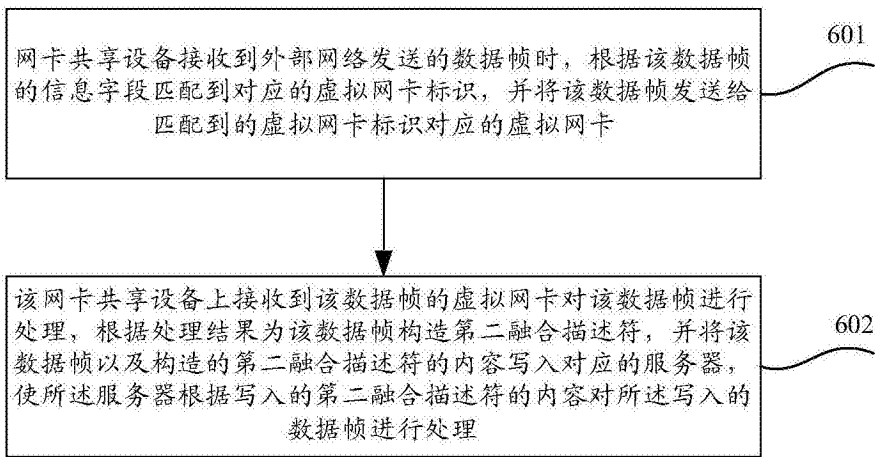 网卡共享设备接收到外部网络发送的数据帧时，根据该数据帧
的信息字段匹配到对应的虚拟网卡标识，并将该数据帧发送给
匹配到的虚拟网卡标识对应的虚拟网卡
601
该网卡共享设备上接收到该数据帧的虚拟网卡对该数据帧进行
处理，根据处理结果为该数据帧构造第二融合描述符，并将该
数据帧以及构造的第二融合描述符的内容写入对应的服务器，
使所述服务器根据写入的第二融合描述符的内容对所述写入的
数据帧进行处理
602